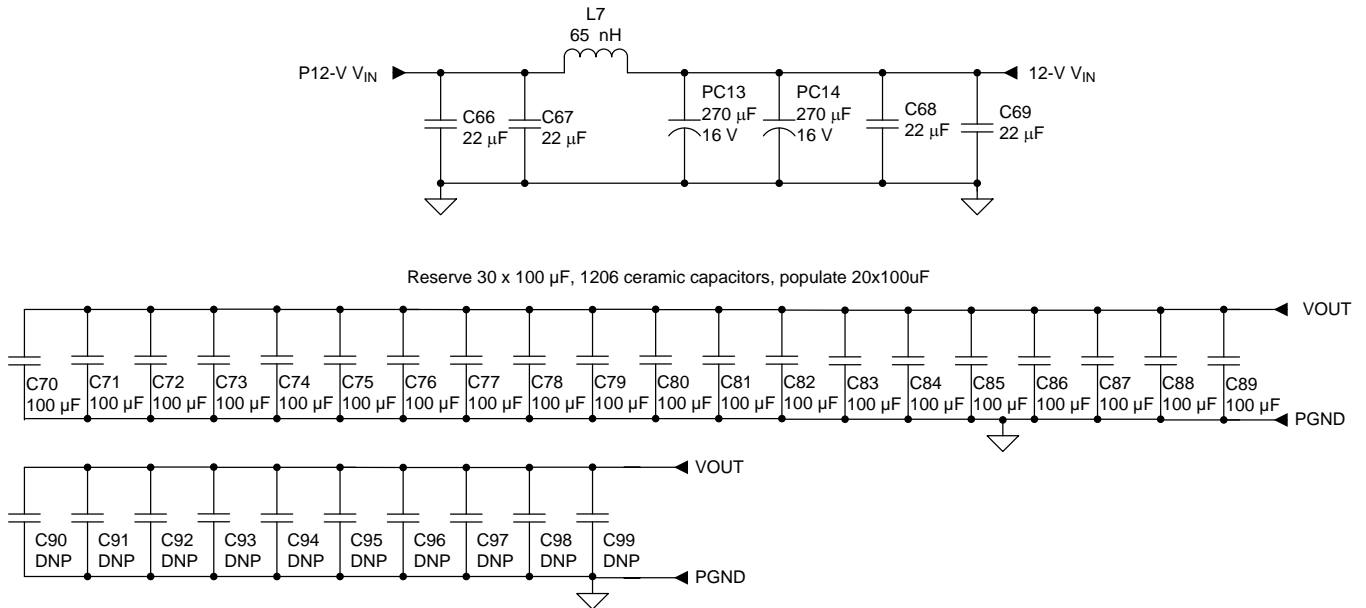 L7
65 nH
P12-V VIN
12-V VIN
C66
22 μF
C67
22 μF
PC13
270 μF
16 V
PC14
270 μF
16 V
C68
22 μF
C69
22 μF
Reserve 30 x 100 µF, 1206 ceramic capacitors, populate 20x100uF
VOUT
C70
100 µF
C71
100 µF
C72
100 µF
C73
100 µF
C74
100 µF
C75
100 µF
C76
100 µF
C77
100 µF
C78
100 µF
C79
100 µF
C80
100 µF
C81
100 µF
C82
100 µF
C83
100 µF
C84
100 µF
C85
100 µF
C86
100 µF
C87
100 µF
C88
100 µF
C89
100 µF
PGND
VOUT
C90
DNP
C91
DNP
C92
DNP
C93
DNP
C94
DNP
C95
DNP
C96
DNP
C97
DNP
C98
DNP
C99
DNP
PGND